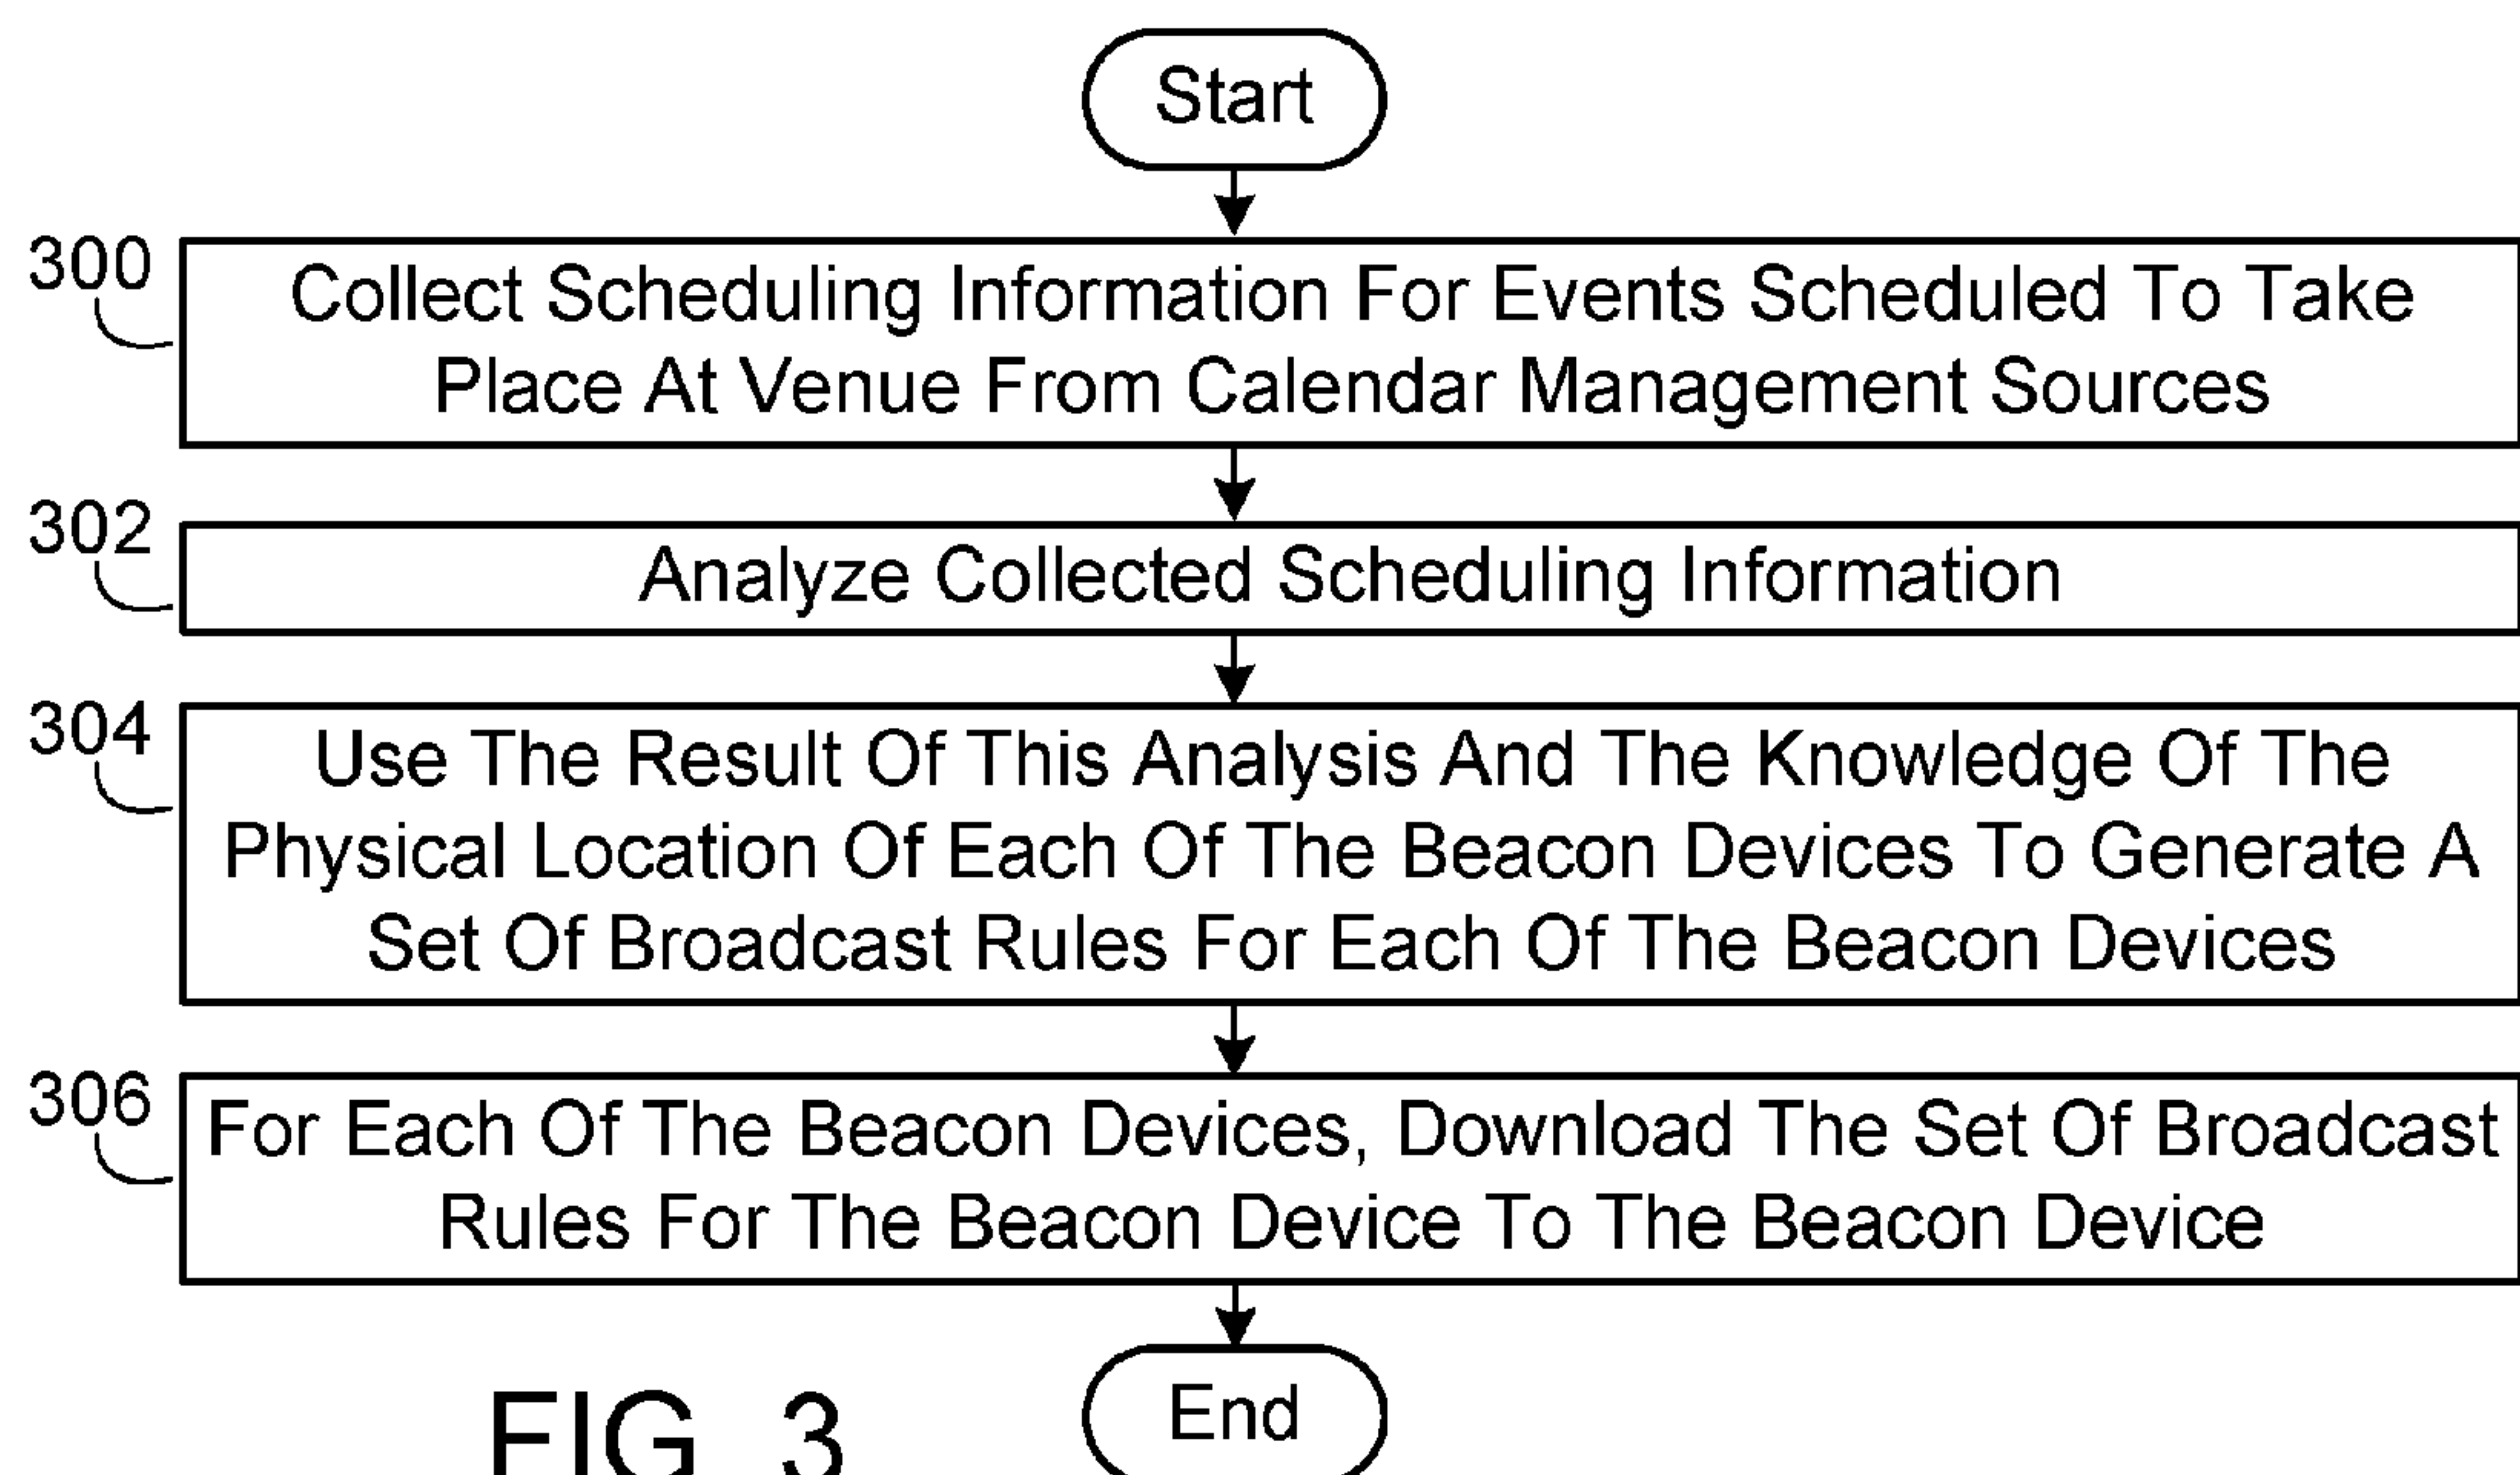 Start
300
Collect Scheduling Information For Events Scheduled To Take
Place At Venue From Calendar Management Sources
302
Analyze Collected Scheduling Information
304
Use The Result Of This Analysis And The Knowledge Of The
Physical Location Of Each Of The Beacon Devices To Generate A
Set Of Broadcast Rules For Each Of The Beacon Devices
306
For Each Of The Beacon Devices, Download The Set Of Broadcast
Rules For The Beacon Device To The Beacon Device
End
FIG 3